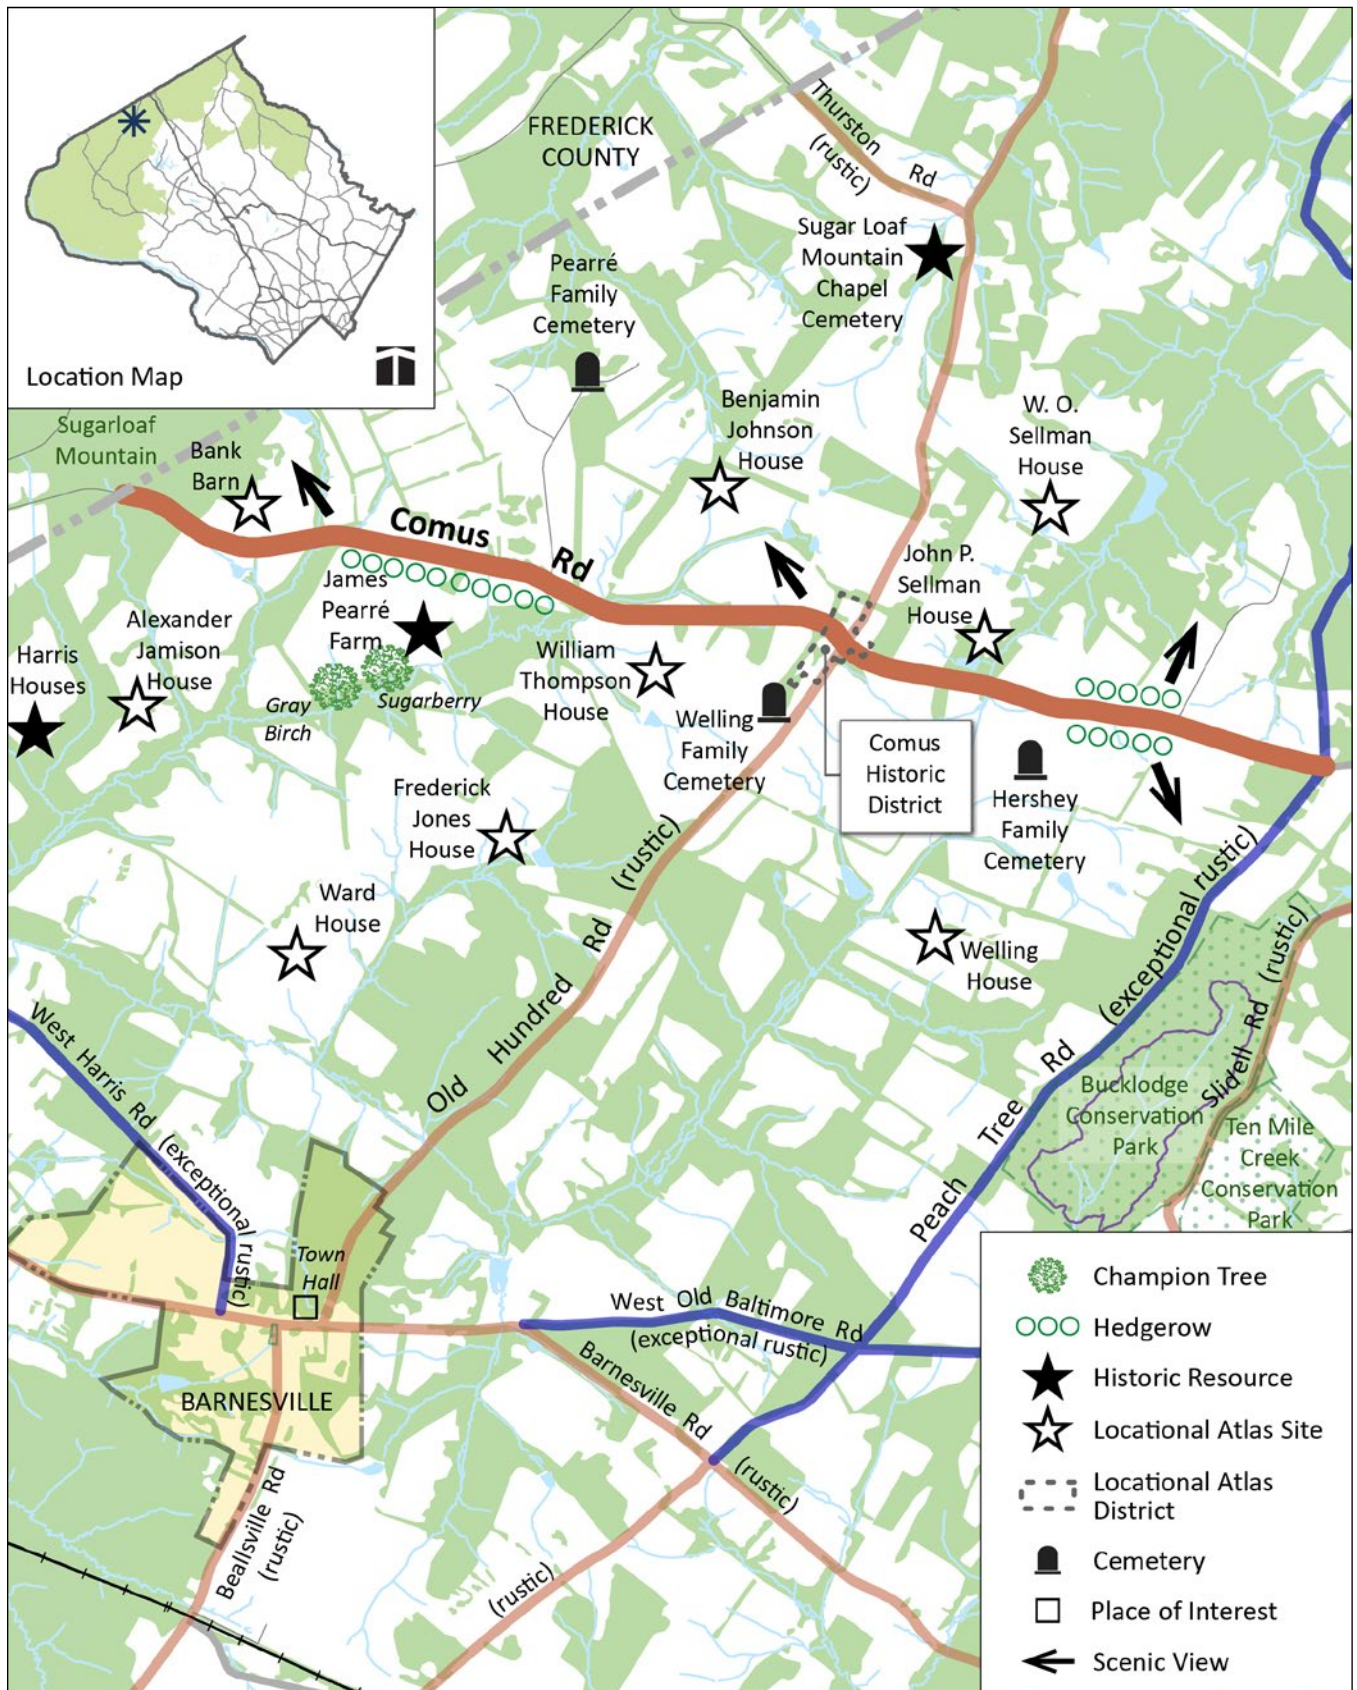 Location Map
FREDERICK
COUNTY
Thurston
Rd
(rustic)
Sugar Loaf
Mountain
Chapel
Cemetery
Pearré
Family
Cemetery
Sugarloaf
Mountain
Bank
Barn
Benjamin
Johnson
House
W. O.
Sellman
House
Comus
Rd
John P.
Sellman
House
James
Pearré
Farm
Alexander
Jamison
House
Harris
Houses
Gray
Birch
Sugarberry
William
Thompson
House
Welling
Family
Cemetery
Comus
Historic
District
Hershey
Family
Cemetery
Frederick
Jones
House
Ward
House
Welling
House
Old Hundred Rd (rustic)
Peach Tree Rd (exceptional rustic)
Slidell Rd (rustic)
West Harris Rd (exceptional rustic)
Bucklodge
Conservation
Park
Ten Mile
Creek
Conservation
Park
Town
Hall
BARNESVILLE
West Old Baltimore Rd
(exceptional rustic)
Barnesville Rd
(rustic)
(rustic)
Beallsville Rd
(rustic)
Champion Tree
Hedgerow
Historic Resource
Locational Atlas Site
Locational Atlas
District
Cemetery
Place of Interest
Scenic View